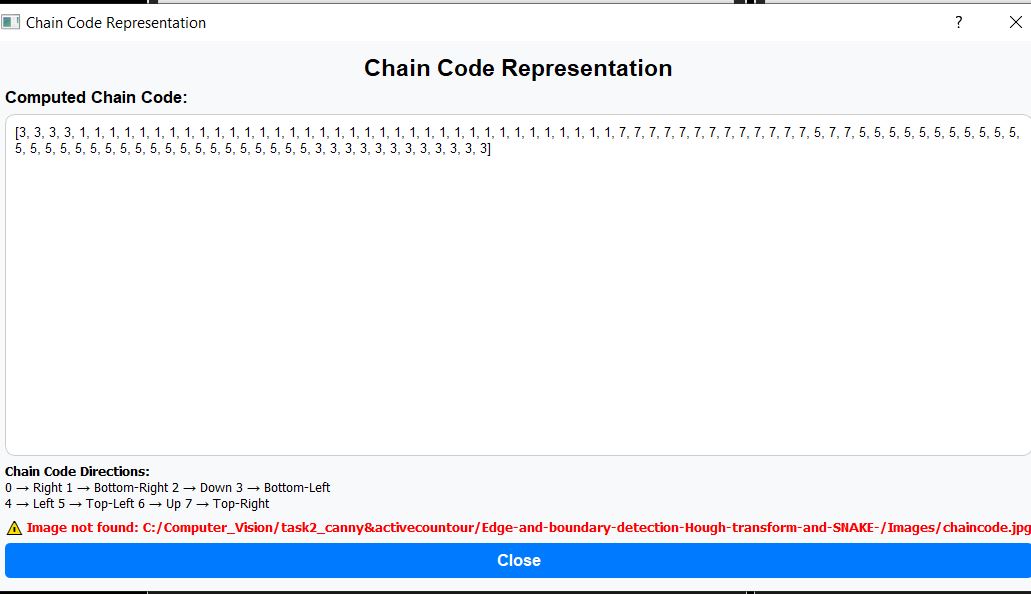 Chain Code Representation
?
Chain Code Representation
Computed Chain Code:
[3, 3, 3, 3, 1, 1, 1, 1, 1, 1, 1, 1, 1, 1, 1, 1, 1, 1, 1, 1, 1, 1, 1, 1, 1, 1, 1, 1, 1, 1, 1, 1, 1, 1, 1, 1, 1, 1, 1, 1, 7, 7, 7, 7, 7, 7, 7, 7, 7, 7, 7, 7, 7, 5, 7, 7, 5, 5, 5, 5, 5, 5, 5, 5, 5, 5, 5,
5, 5, 5, 5, 5, 5, 5, 5, 5, 5, 5, 5, 5, 5, 5, 5, 5, 5, 5, 5, 3, 3, 3, 3, 3, 3, 3, 3, 3, 3, 3, 3]
Chain Code Directions:
0 → Right 1 → Bottom-Right 2 → Down 3 → Bottom-Left
4 → Left 5 → Top-Left 6 → Up 7 → Top-Right
⚠ Image not found: C:/Computer_Vision/task2_canny&activecountour/Edge-and-boundary-detection-Hough-transform-and-SNAKE-/Images/chaincode.jpg
Close